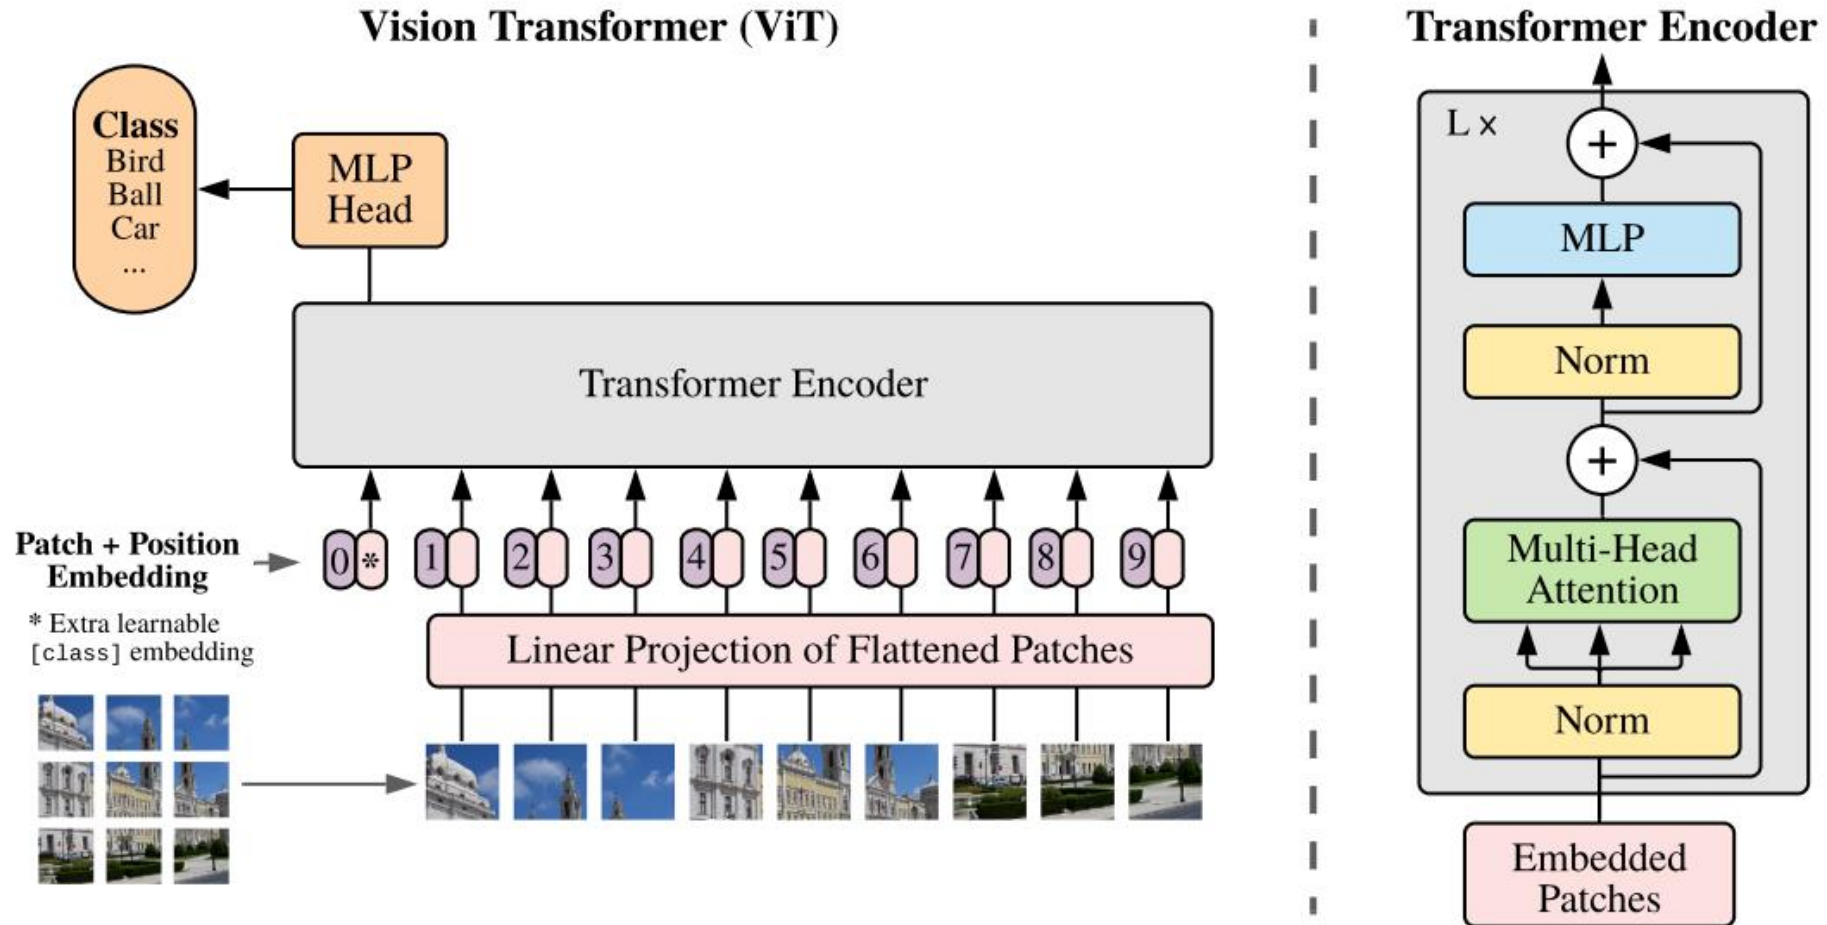 Vision Transformer (ViT)
Class
Bird
Ball
Car
...
MLP
Head
Transformer Encoder
Patch + Position
Embedding
0 * 1 2 3 4 5 6 7 8 9
* Extra learnable
[class] embedding
Linear Projection of Flattened Patches
Transformer Encoder
L ×
+
MLP
Norm
+
Multi-Head
Attention
Norm
Embedded
Patches